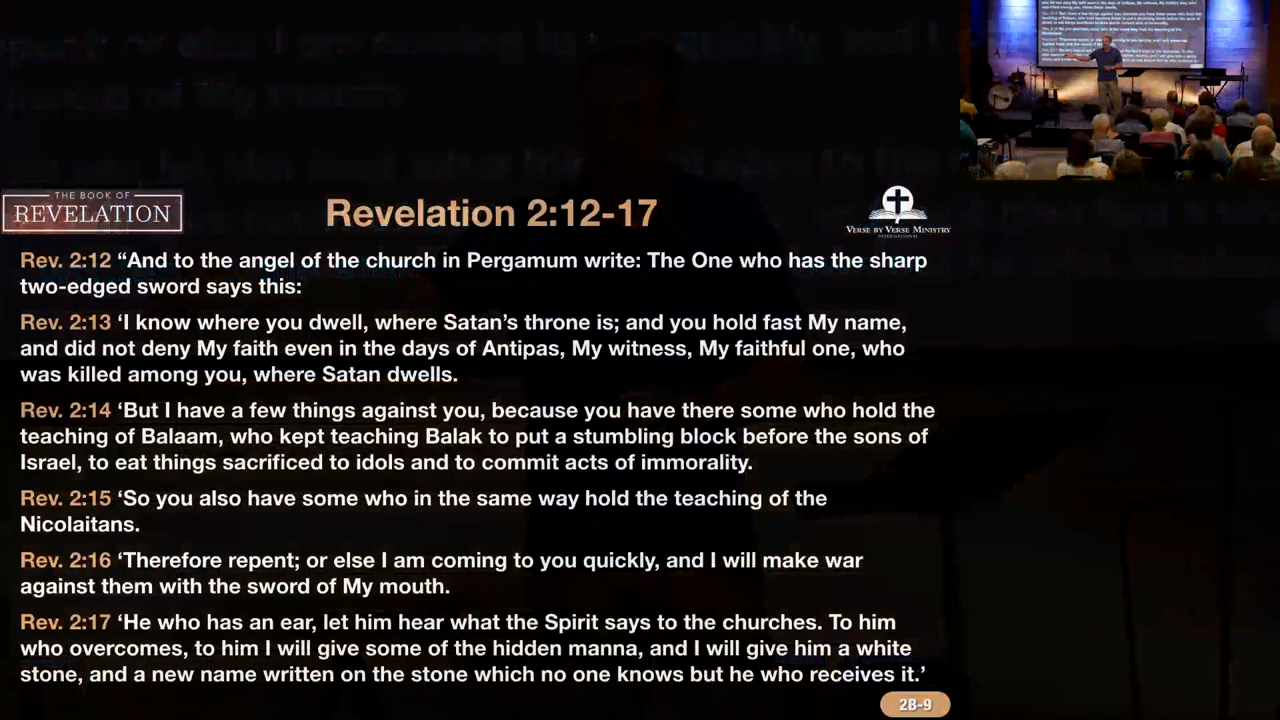 THE BOOK OF
REVELATION
Revelation 2:12-17
VERSE BY VERSE MINISTRY
INTERNATIONAL
Rev. 2:12 “And to the angel of the church in Pergamum write: The One who has the sharp
two-edged sword says this:
Rev. 2:13 ‘I know where you dwell, where Satan’s throne is; and you hold fast My name,
and did not deny My faith even in the days of Antipas, My witness, My faithful one, who
was killed among you, where Satan dwells.
Rev. 2:14 ‘But I have a few things against you, because you have there some who hold the
teaching of Balaam, who kept teaching Balak to put a stumbling block before the sons of
Israel, to eat things sacrificed to idols and to commit acts of immorality.
Rev. 2:15 ‘So you also have some who in the same way hold the teaching of the
Nicolaitans.
Rev. 2:16 ‘Therefore repent; or else I am coming to you quickly, and I will make war
against them with the sword of My mouth.
Rev. 2:17 ‘He who has an ear, let him hear what the Spirit says to the churches. To him
who overcomes, to him I will give some of the hidden manna, and I will give him a white
stone, and a new name written on the stone which no one knows but he who receives it.’
2B-9